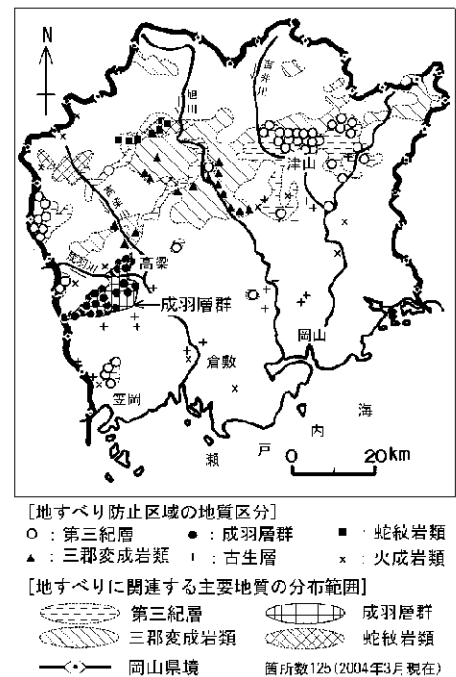 N
旭川
吉井川
津山
高梁川
成羽川
高梁
成羽層群
岡山
倉敷
笠岡
瀬戸内海
0 20km
[地すべり防止区域の地質区分]
○ : 第三紀層 ● : 成羽層群 ■ : 蛇紋岩類
▲ : 三郡変成岩類 + : 古生層 × : 火成岩類
[地すべりに関連する主要地質の分布範囲]
第三紀層 成羽層群
三郡変成岩類 蛇紋岩類
岡山県境 箇所数125(2004年3月現在)